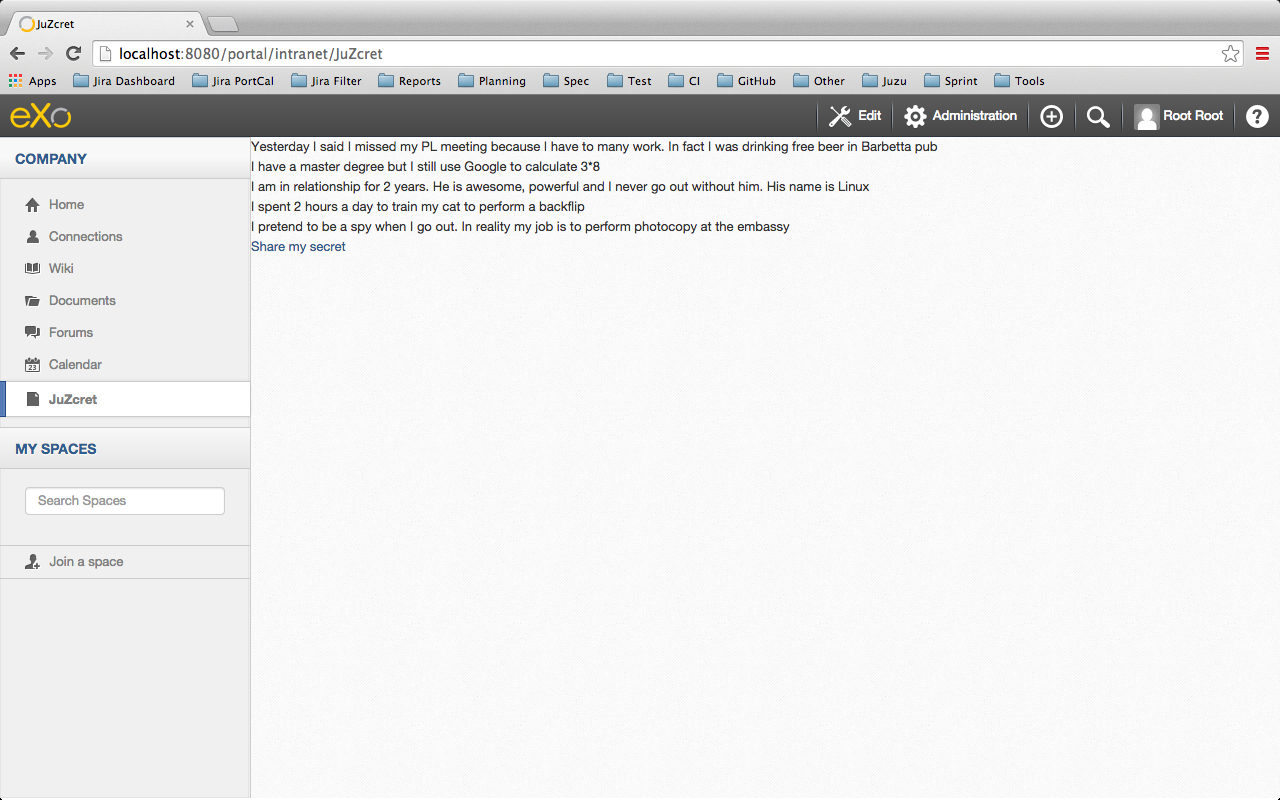 JuZcret
localhost:8080/portal/intranet/JuZcret
Apps Jira Dashboard Jira PortCal Jira Filter Reports Planning Spec Test CI GitHub Other Juzu Sprint Tools
eXo Edit Administration Root Root ?
COMPANY
Home
Connections
Wiki
Documents
Forums
23 Calendar
JuZcret
MY SPACES
Search Spaces
Join a space
Yesterday I said I missed my PL meeting because I have to many work. In fact I was drinking free beer in Barbetta pub
I have a master degree but I still use Google to calculate 3*8
I am in relationship for 2 years. He is awesome, powerful and I never go out without him. His name is Linux
I spent 2 hours a day to train my cat to perform a backflip
I pretend to be a spy when I go out. In reality my job is to perform photocopy at the embassy
Share my secret